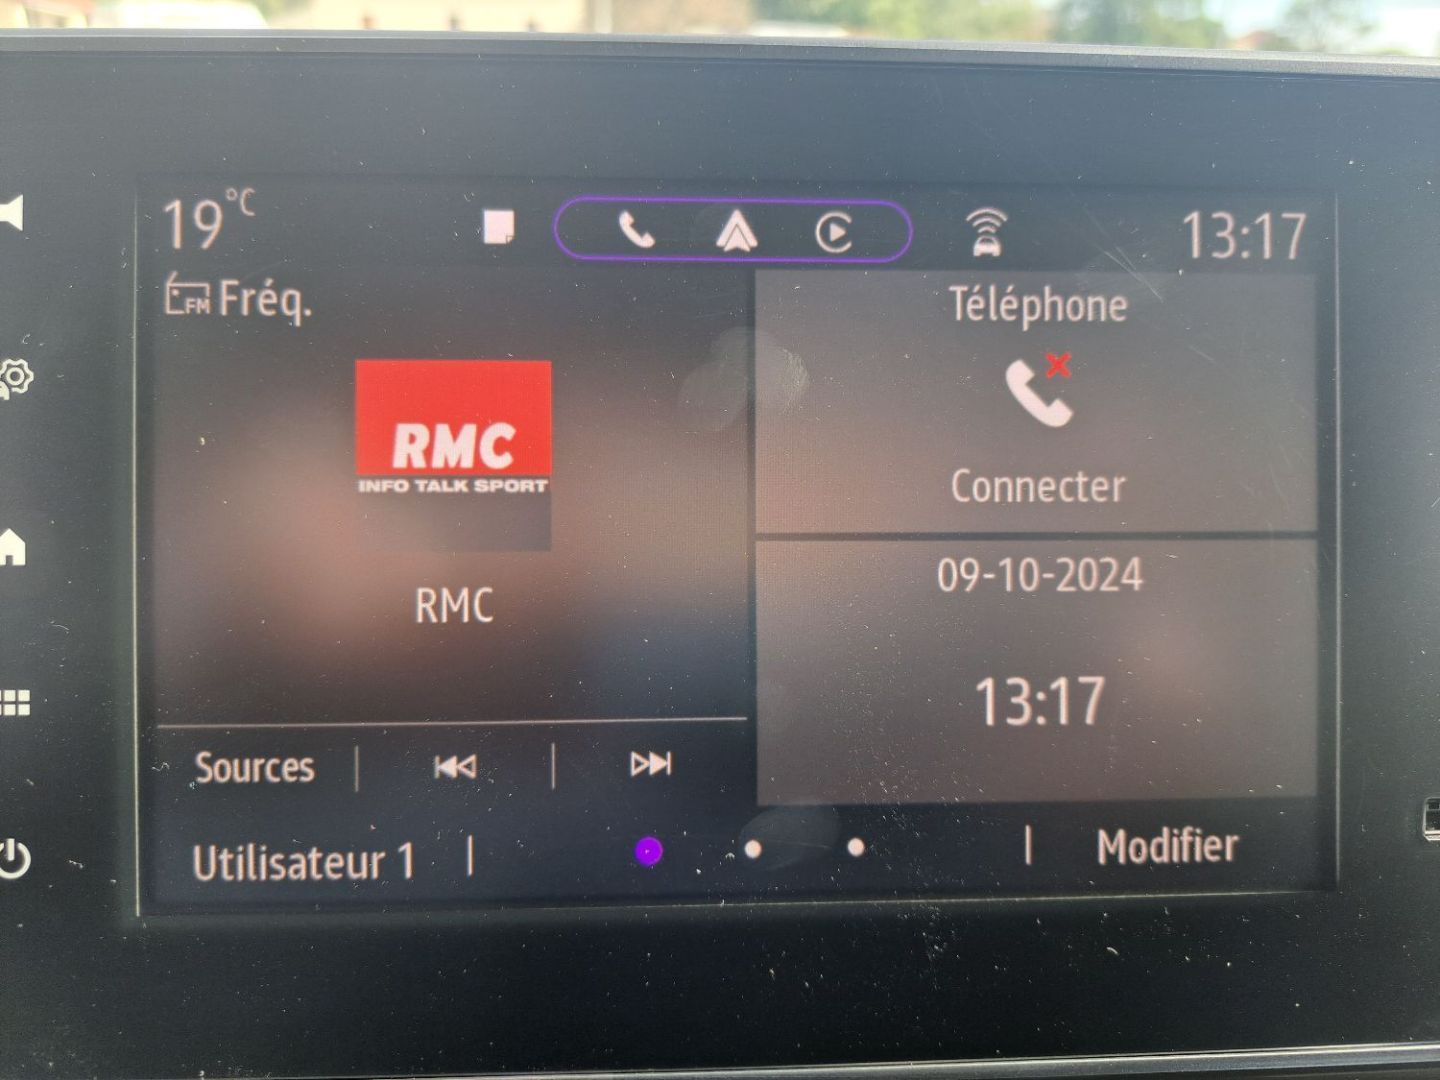 19°C
13:17
FM Fréq.
Téléphone
RMC
INFO TALK SPORT
Connecter
RMC
09-10-2024
13:17
Sources
Utilisateur 1
Modifier